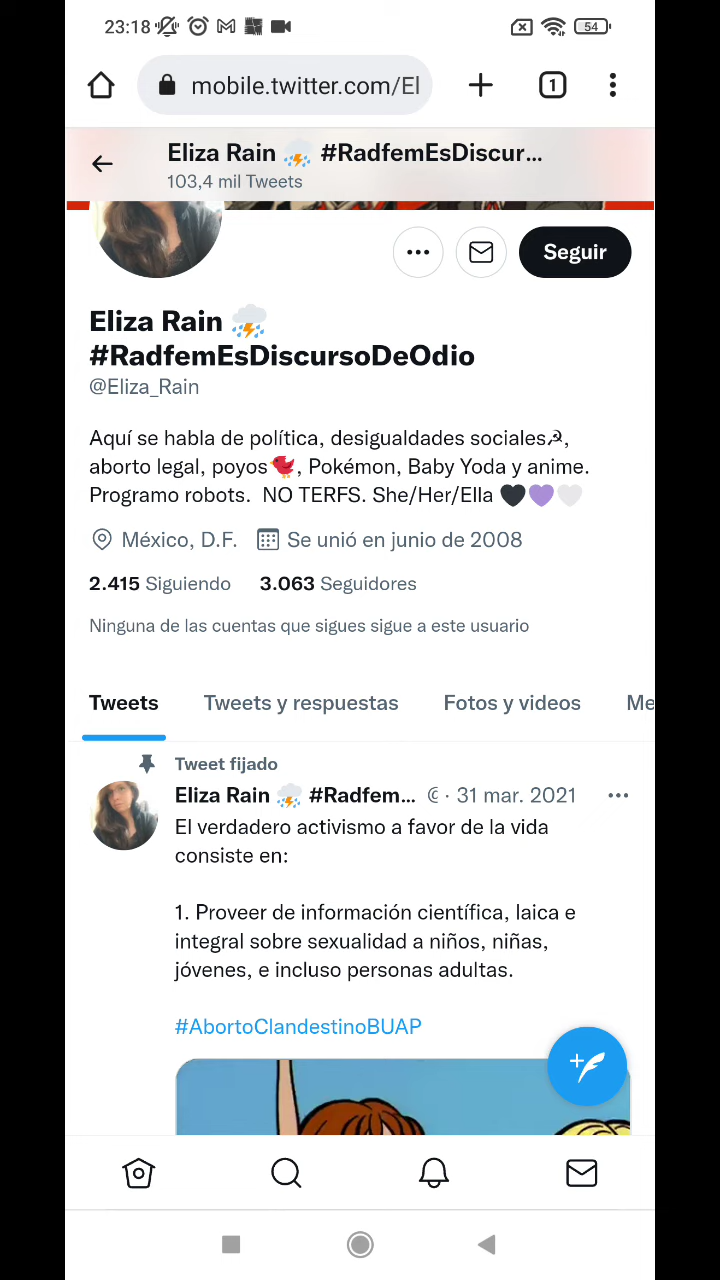 23:18
54
mobile.twitter.com/El
1
Eliza Rain 🌧️ #RadfemEsDiscur...
103,4 mil Tweets
Seguir
Eliza Rain ⛈️
#RadfemEsDiscursoDeOdio
@Eliza_Rain
Aquí se habla de política, desigualdades sociales☭,
aborto legal, poyos🐦, Pokémon, Baby Yoda y anime.
Programo robots. NO TERFS. She/Her/Ella 🖤💜🤍
México, D.F. Se unió en junio de 2008
2.415 Siguiendo 3.063 Seguidores
Ninguna de las cuentas que sigues sigue a este usuario
Tweets Tweets y respuestas Fotos y videos Me
Tweet fijado
Eliza Rain ⛈️ #Radfem... @ · 31 mar. 2021
El verdadero activismo a favor de la vida
consiste en:
1. Proveer de información científica, laica e
integral sobre sexualidad a niños, niñas,
jóvenes, e incluso personas adultas.
#AbortoClandestinoBUAP